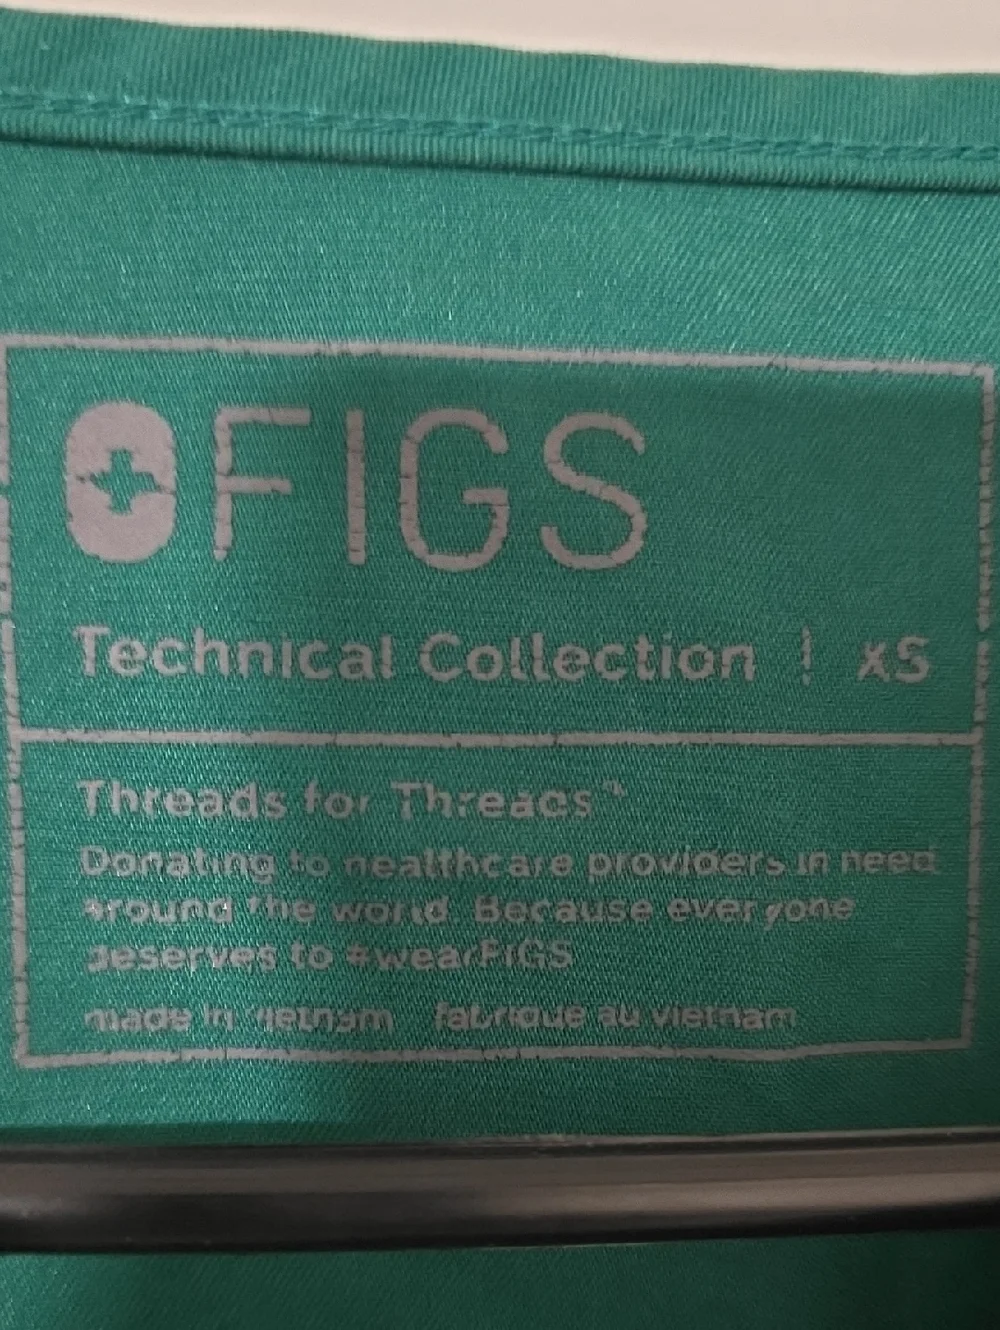 FIGS
Technical Collection | XS
Threads for Threads™
Donating to healthcare providers in need
around the world. Because everyone
deserves to #wearFIGS
made in vietnam fabriqué au vietnam